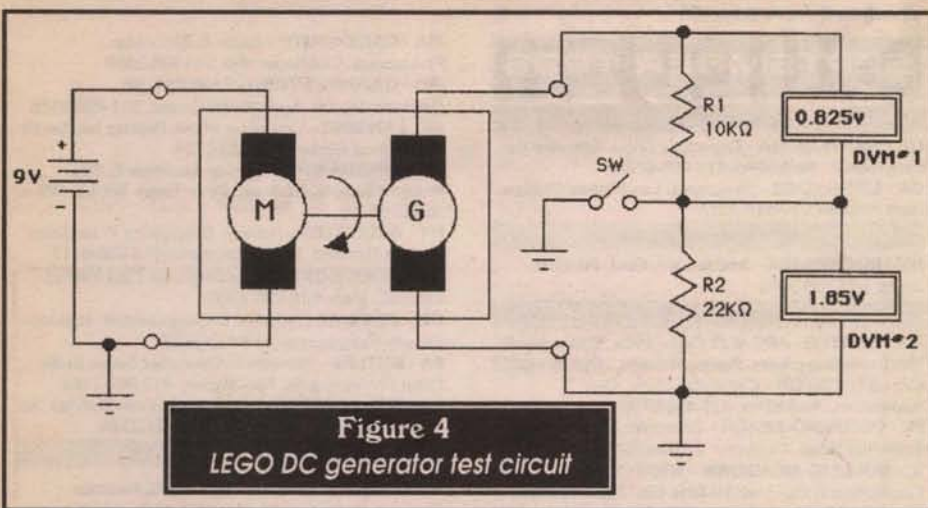 R1
10KΩ
0.825v
DVM#1
+
9V
-
SW
M
G
R2
22KΩ
1.85V
DVM#2
Figure 4
LEGO DC generator test circuit